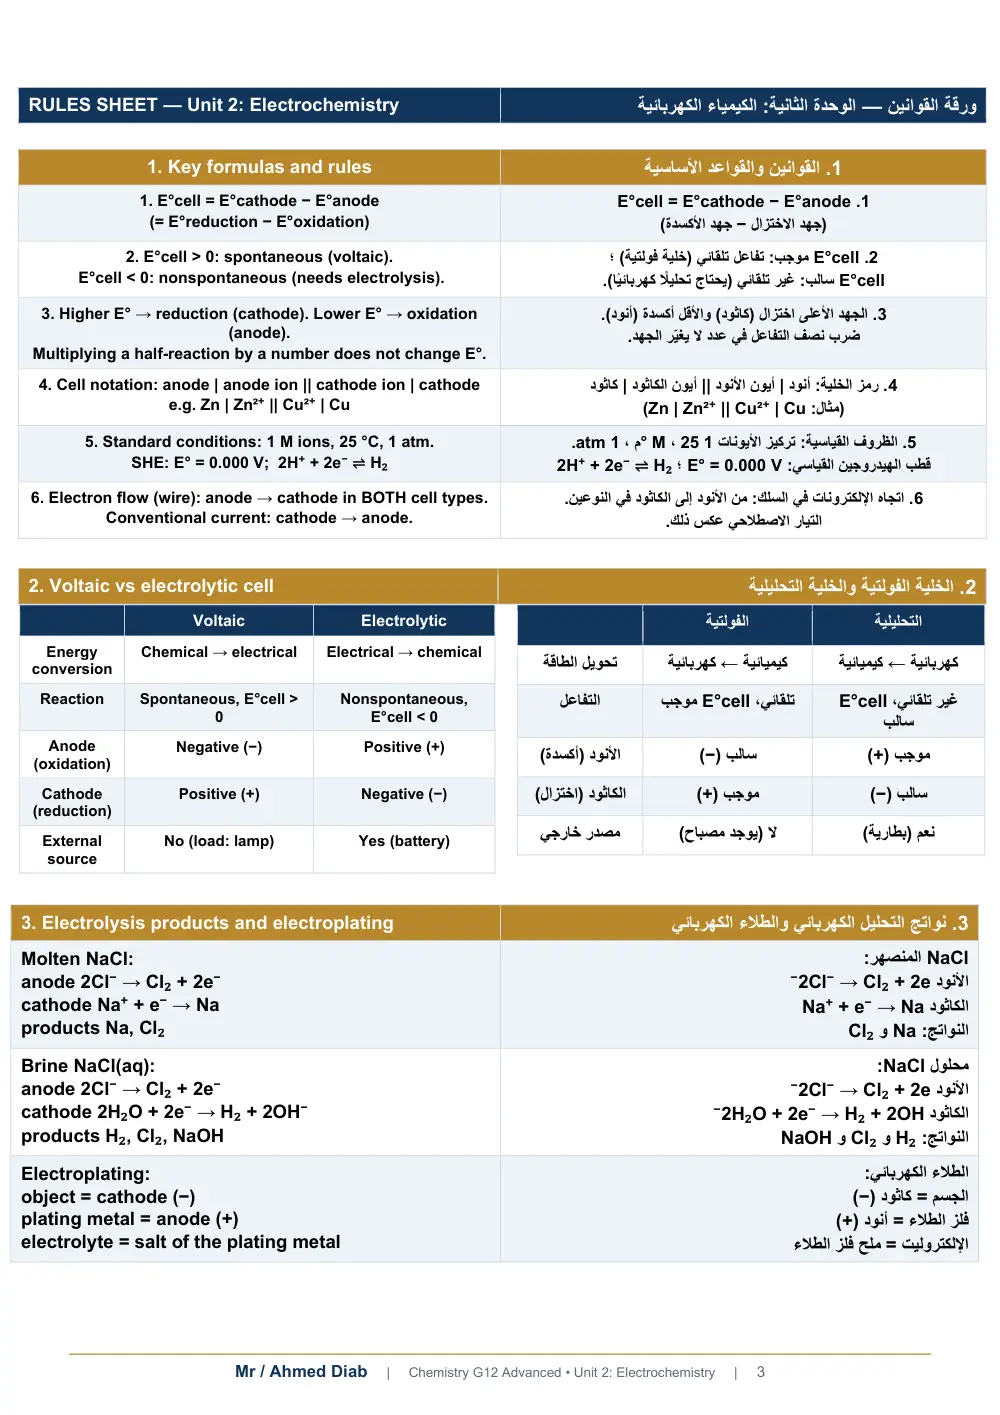 RULES SHEET — Unit 2: Electrochemistry
ورقة القوانين — الوحدة الثانية: الكيمياء الكهربائية
1. Key formulas and rules
1. القوانين والقواعد الأساسية
1. E°cell = E°cathode − E°anode
(= E°reduction − E°oxidation)
1. E°cell = E°cathode − E°anode
(جهد الاختزال − جهد الأكسدة)
2. E°cell > 0: spontaneous (voltaic).
E°cell < 0: nonspontaneous (needs electrolysis).
2. E°cell موجب: تفاعل تلقائي (خلية فولتية) ؛
E°cell سالب: غير تلقائي (يحتاج تحليلًا كهربائيًا).
3. Higher E° → reduction (cathode). Lower E° → oxidation
(anode).
Multiplying a half-reaction by a number does not change E°.
3. الجهد الأعلى اختزال (كاثود) والأقل أكسدة (أنود).
ضرب نصف التفاعل في عدد لا يغيّر الجهد.
4. Cell notation: anode | anode ion || cathode ion | cathode
e.g. Zn | Zn²⁺ || Cu²⁺ | Cu
4. رمز الخلية: أنود | أيون الأنود || أيون الكاثود | كاثود
(مثال: Zn | Zn²⁺ || Cu²⁺ | Cu)
5. Standard conditions: 1 M ions, 25 °C, 1 atm.
SHE: E° = 0.000 V; 2H⁺ + 2e⁻ ⇌ H₂
5. الظروف القياسية: تركيز الأيونات 1 M ، 25 °م ، 1 atm.
قطب الهيدروجين القياسي: E° = 0.000 V ؛ 2H⁺ + 2e⁻ ⇌ H₂
6. Electron flow (wire): anode → cathode in BOTH cell types.
Conventional current: cathode → anode.
6. اتجاه الإلكترونات في السلك: من الأنود إلى الكاثود في النوعين.
التيار الاصطلاحي عكس ذلك.
2. Voltaic vs electrolytic cell
2. الخلية الفولتية والخلية التحليلية
Voltaic Electrolytic
Energy
conversion
Chemical → electrical
Electrical → chemical
Reaction
Spontaneous, E°cell >
0
Nonspontaneous,
E°cell < 0
Anode
(oxidation)
Negative (−)
Positive (+)
Cathode
(reduction)
Positive (+)
Negative (−)
External
source
No (load: lamp)
Yes (battery)
الفولتية
التحليلية
تحويل الطاقة
كيميائية ← كهربائية
كهربائية ← كيميائية
التفاعل
تلقائي، E°cell موجب
غير تلقائي، E°cell
سالب
الأنود (أكسدة)
سالب (−)
موجب (+)
الكاثود (اختزال)
موجب (+)
سالب (−)
مصدر خارجي
لا (يوجد مصباح)
نعم (بطارية)
3. Electrolysis products and electroplating
3. نواتج التحليل الكهربائي والطلاء الكهربائي
Molten NaCl:
anode 2Cl⁻ → Cl₂ + 2e⁻
cathode Na⁺ + e⁻ → Na
products Na, Cl₂
NaCl المنصهر:
الأنود 2Cl⁻ → Cl₂ + 2e⁻
الكاثود Na⁺ + e⁻ → Na
النواتج: Na و Cl₂
Brine NaCl(aq):
anode 2Cl⁻ → Cl₂ + 2e⁻
cathode 2H₂O + 2e⁻ → H₂ + 2OH⁻
products H₂, Cl₂, NaOH
محلول NaCl:
الأنود 2Cl⁻ → Cl₂ + 2e⁻
الكاثود 2H₂O + 2e⁻ → H₂ + 2OH⁻
النواتج: H₂ و Cl₂ و NaOH
Electroplating:
object = cathode (−)
plating metal = anode (+)
electrolyte = salt of the plating metal
الطلاء الكهربائي:
الجسم = كاثود (−)
فلز الطلاء = أنود (+)
الإلكتروليت = ملح فلز الطلاء
Mr / Ahmed Diab | Chemistry G12 Advanced • Unit 2: Electrochemistry | 3